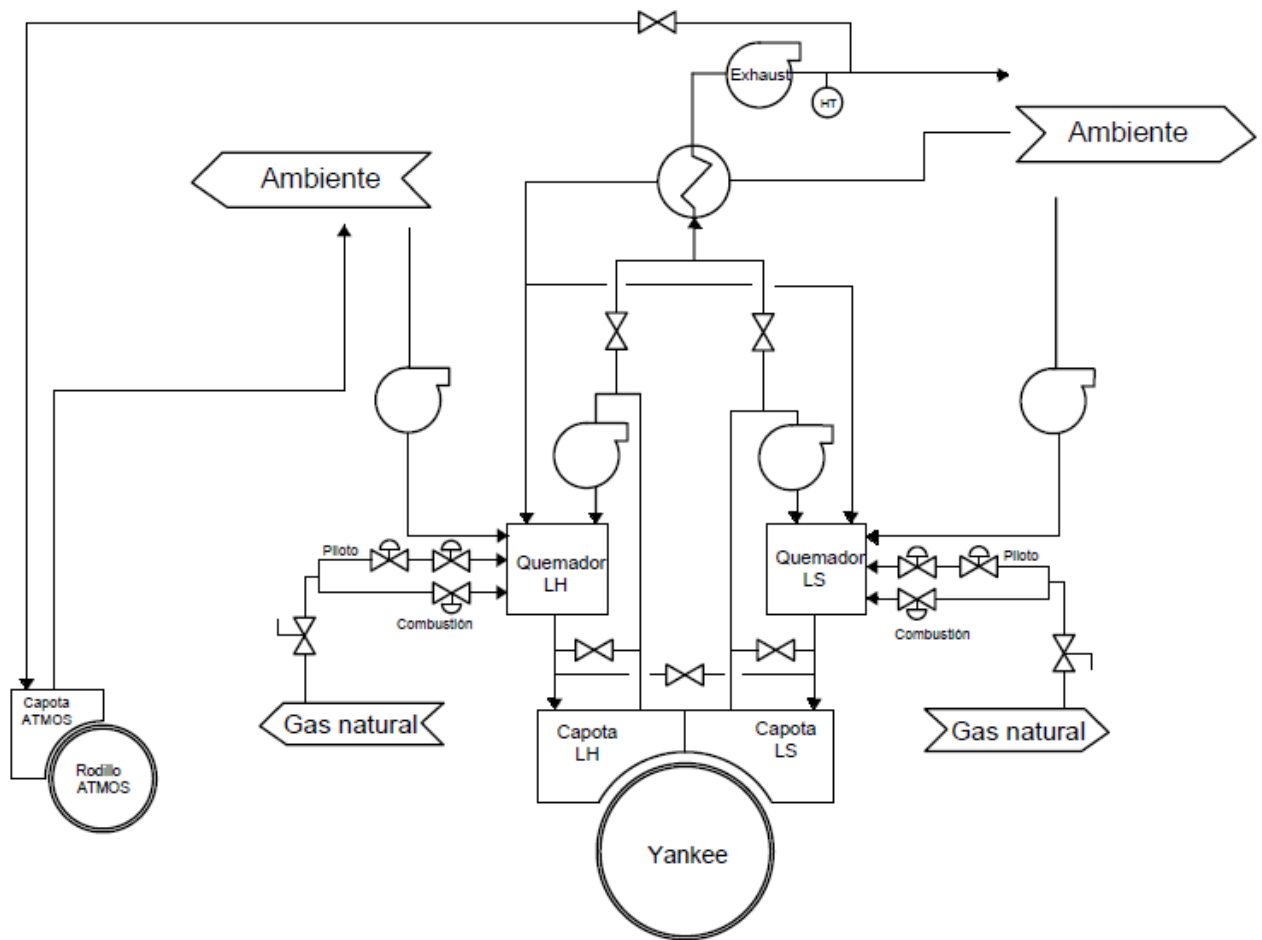 Exhaust
HT
Ambiente
Ambiente
Piloto
Quemador
LH
Combustión
Quemador
LS
Piloto
Combustión
Capota
ATMOS
Gas natural
Capota
LH
Capota
LS
Gas natural
Rodillo
ATMOS
Yankee